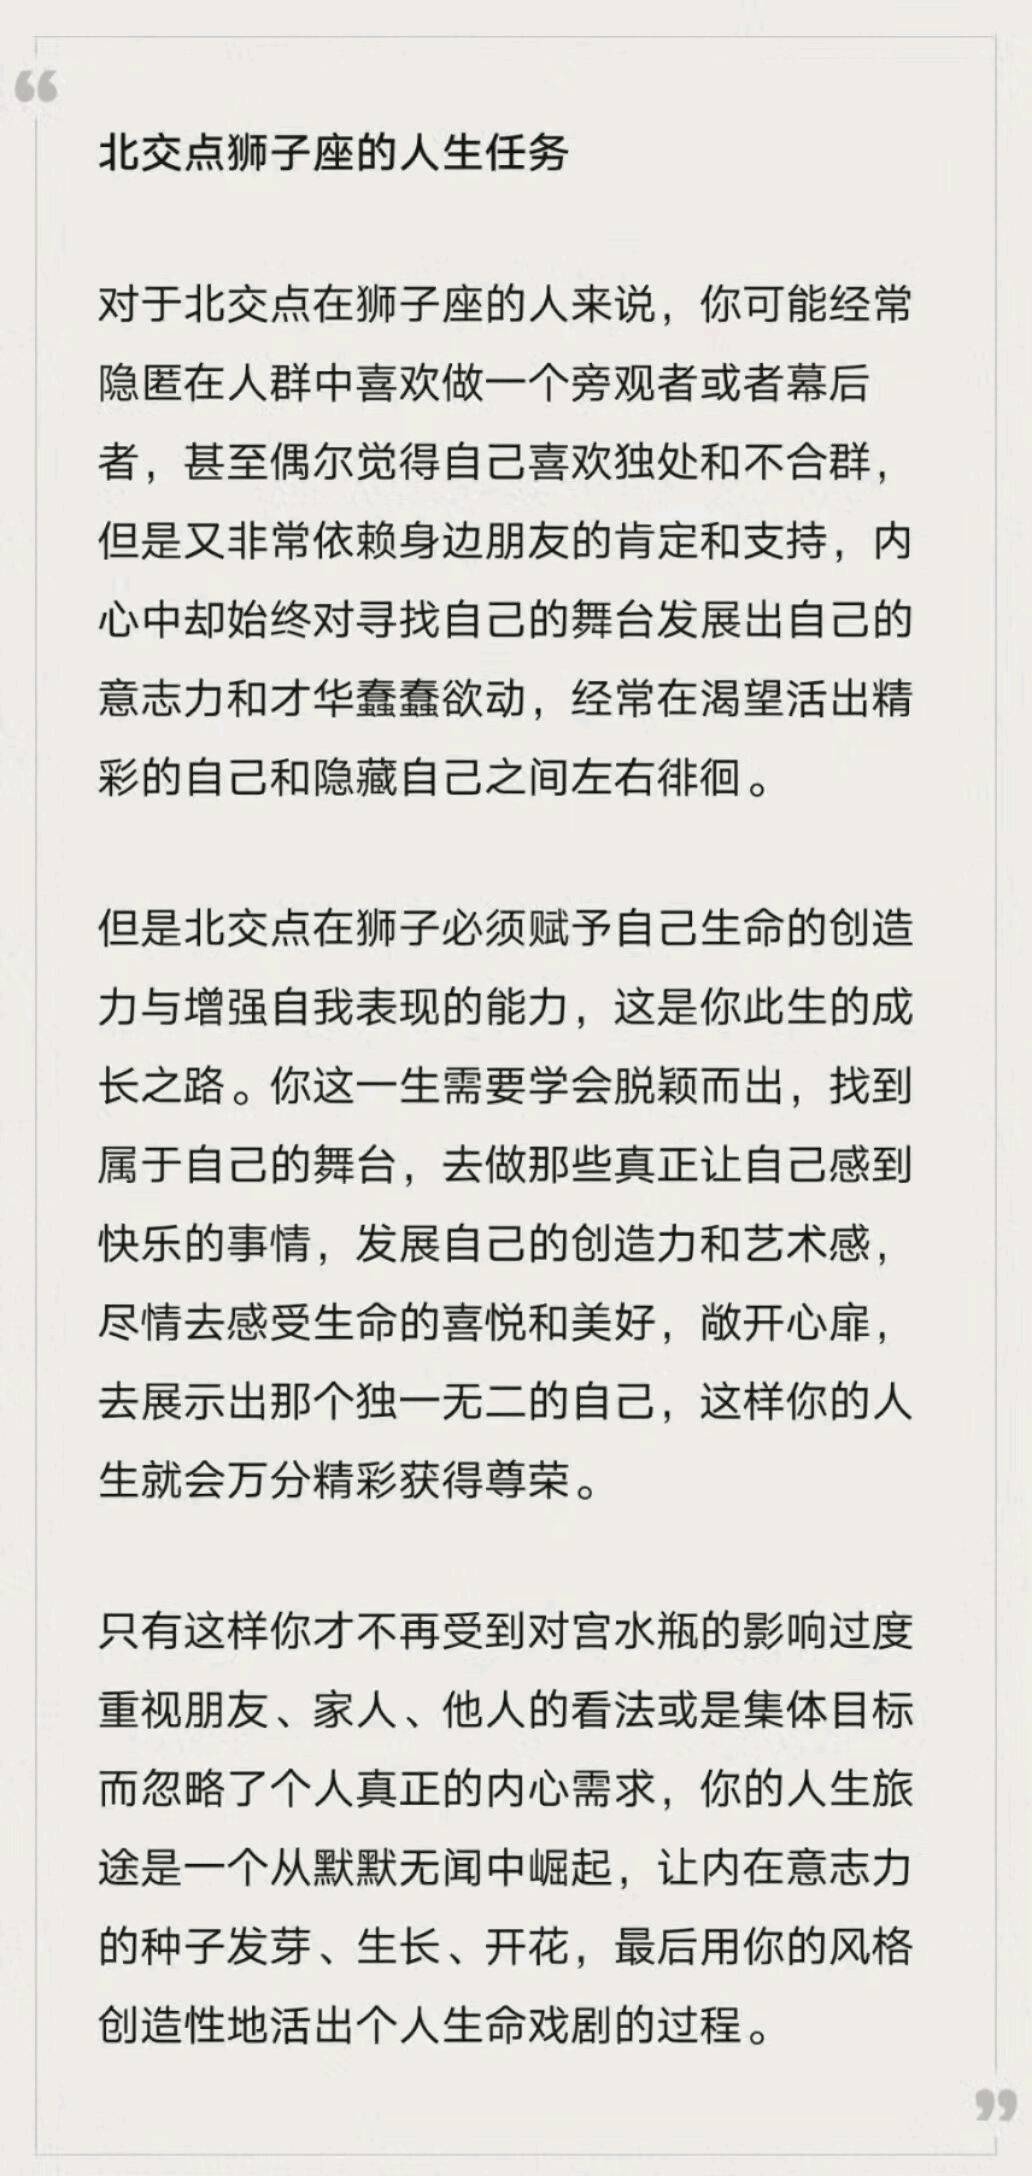 北交点狮子座的人生任务
对于北交点在狮子座的人来说，你可能经常
隐匿在人群中喜欢做一个旁观者或者幕后
者，甚至偶尔觉得自己喜欢独处和不合群，
但是又非常依赖身边朋友的肯定和支持，内
心中却始终对寻找自己的舞台发展出自己的
意志力和才华蠢蠢欲动，经常在渴望活出精
彩的自己和隐藏自己之间左右徘徊。
但是北交点在狮子必须赋予自己生命的创造
力与增强自我表现的能力，这是你此生的成
长之路。你这一生需要学会脱颖而出，找到
属于自己的舞台，去做那些真正让自己感到
快乐的事情，发展自己的创造力和艺术感，
尽情去感受生命的喜悦和美好，敞开心扉，
去展示出那个独一无二的自己，这样你的人
生就会万分精彩获得尊荣。
只有这样你才不再受到对宫水瓶的影响过度
重视朋友、家人、他人的看法或是集体目标
而忽略了个人真正的内心需求，你的人生旅
途是一个从默默无闻中崛起，让内在意志力
的种子发芽、生长、开花，最后用你的风格
创造性地活出个人生命戏剧的过程。